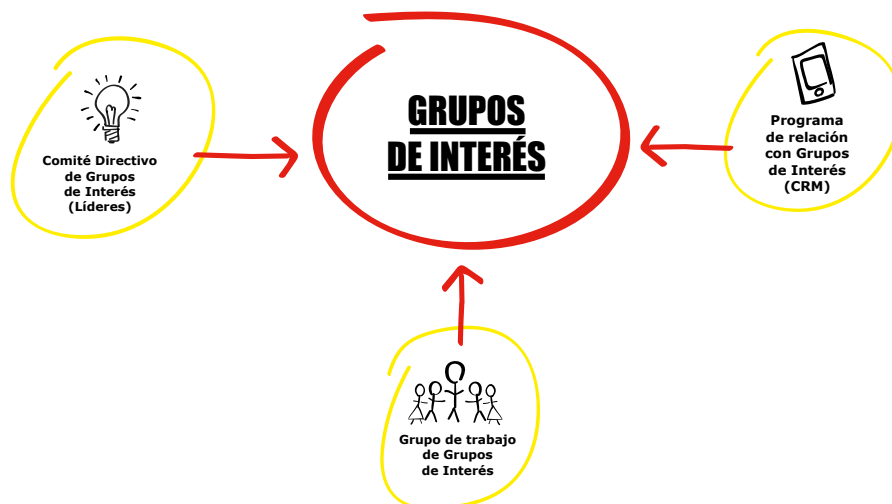 GRUPOS
DE INTERÉS
Comité Directivo
de Grupos
de Interés
(Líderes)
Programa
de relación
con Grupos
de Interés
(CRM)
Grupo de trabajo
de Grupos
de Interés